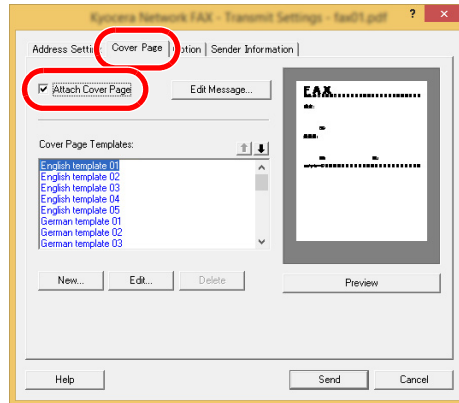 Kyocera Network FAX - Transmit Settings - fax01.pdf
Address Settin
Cover Page
ption
Sender Information
Attach Cover Page
Edit Message...
FAX
Cover Page Templates:
English template 01
English template 02
English template 03
English template 04
English template 05
German template 01
German template 02
German template 03
New...
Edit...
Delete
Preview
Help
Send
Cancel